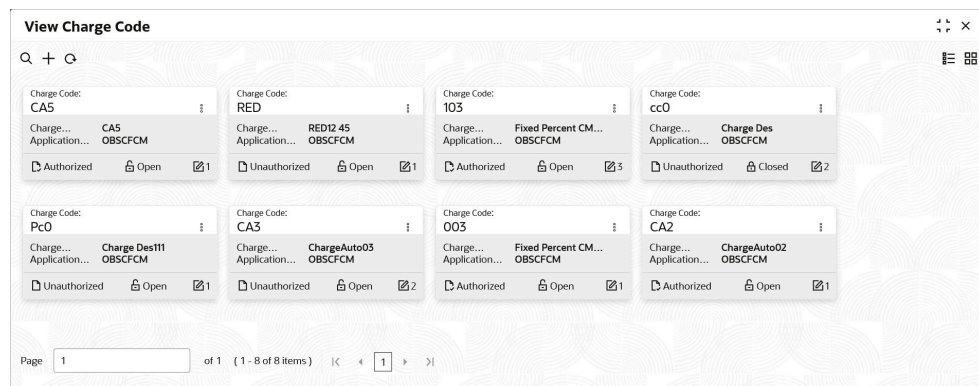 View Charge Code
Charge Code: Charge Code: Charge Code: Charge Code:
CA5 RED 103 cc0
Charge... CA5 Charge... RED12 45 Charge... Fixed Percent CM... Charge... Charge Des
Application... OBSCFCM Application... OBSCFCM Application... OBSCFCM Application... OBSCFCM
Authorized Open 1 Unauthorized Open 1 Authorized Open 3 Unauthorized Closed 2
Charge Code: Charge Code: Charge Code: Charge Code:
Pc0 CA3 003 CA2
Charge... Charge Des111 Charge... ChargeAuto03 Charge... Fixed Percent CM... Charge... ChargeAuto02
Application... OBSCFCM Application... OBSCFCM Application... OBSCFCM Application... OBSCFCM
Unauthorized Open 1 Unauthorized Open 2 Authorized Open 1 Authorized Open 1
Page 1 of 1 (1 - 8 of 8 items) 1